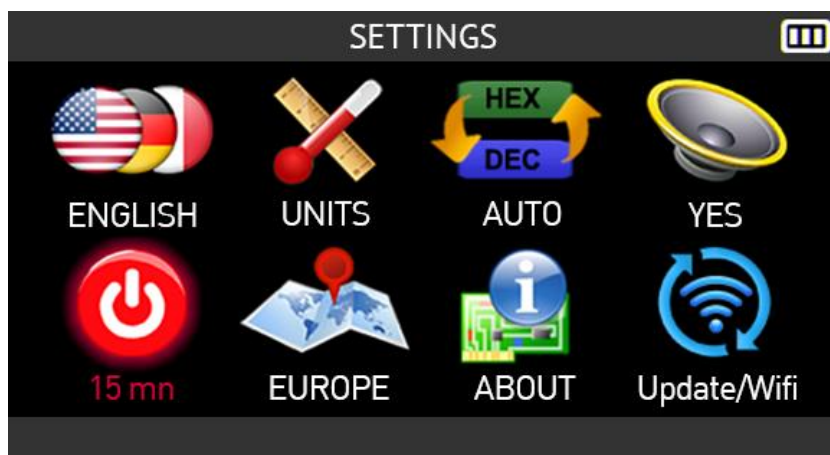 SETTINGS
HEX
DEC
ENGLISH UNITS AUTO YES
15 mn EUROPE ABOUT Update/Wifi